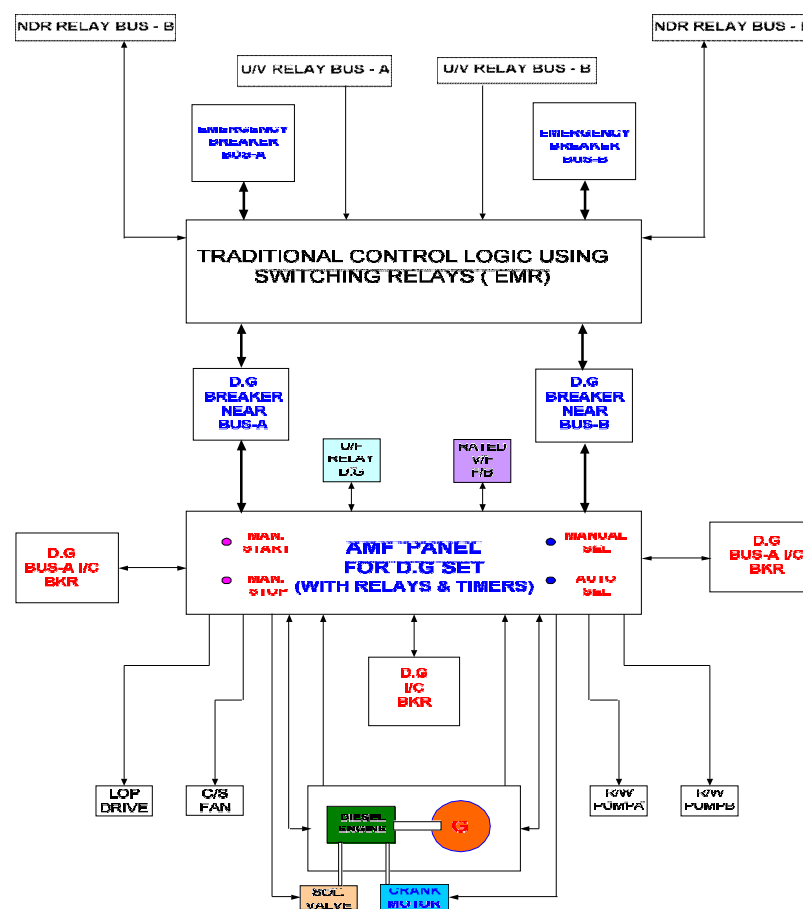 NDR RELAY BUS - B
NDR RELAY BUS -
U/V RELAY BUS - A
U/V RELAY BUS - B
EMERGENCY
BREAKER
BUS-A
EMERGENCY
BREAKER
BUS-B
TRADITIONAL CONTROL LOGIC USING
SWITCHING RELAYS ( EMR)
D.G
BREAKER
NEAR
BUS-A
D.G
BREAKER
NEAR
BUS-B
RELAY
D.G
RATED
V/F
F/B
D.G
BUS-A I/C
BKR
MAN.
START
MAN.
STOP
AMF PANEL
FOR D.G SET
(WITH RELAYS & TIMERS)
MANUAL
SEL
AUTO
SEL
D.G
BUS-A I/C
BKR
D.G
I/C
BKR
LOP
DRIVE
C/S
FAN
R/W
PUMPA
R/W
PUMPB
DIESEL
ENGINE
G
SOL.
VALVE
CRANK
MOTOR